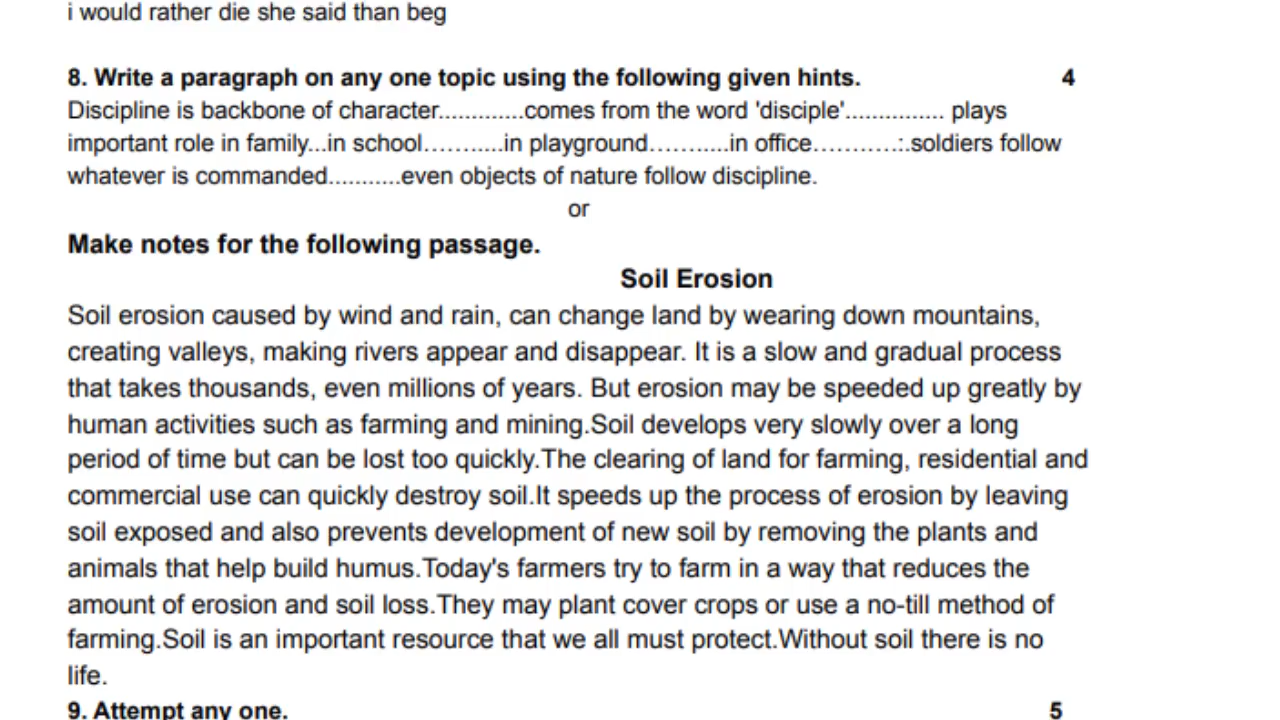 i would rather die she said than beg
8. Write a paragraph on any one topic using the following given hints. 4
Discipline is backbone of character.............comes from the word 'disciple'............... plays
important role in family...in school…….....in playground…….....in office………..:.soldiers follow
whatever is commanded...........even objects of nature follow discipline.
or
Make notes for the following passage.
Soil Erosion
Soil erosion caused by wind and rain, can change land by wearing down mountains,
creating valleys, making rivers appear and disappear. It is a slow and gradual process
that takes thousands, even millions of years. But erosion may be speeded up greatly by
human activities such as farming and mining.Soil develops very slowly over a long
period of time but can be lost too quickly.The clearing of land for farming, residential and
commercial use can quickly destroy soil.It speeds up the process of erosion by leaving
soil exposed and also prevents development of new soil by removing the plants and
animals that help build humus.Today's farmers try to farm in a way that reduces the
amount of erosion and soil loss.They may plant cover crops or use a no-till method of
farming.Soil is an important resource that we all must protect.Without soil there is no
life.
9. Attempt any one. 5